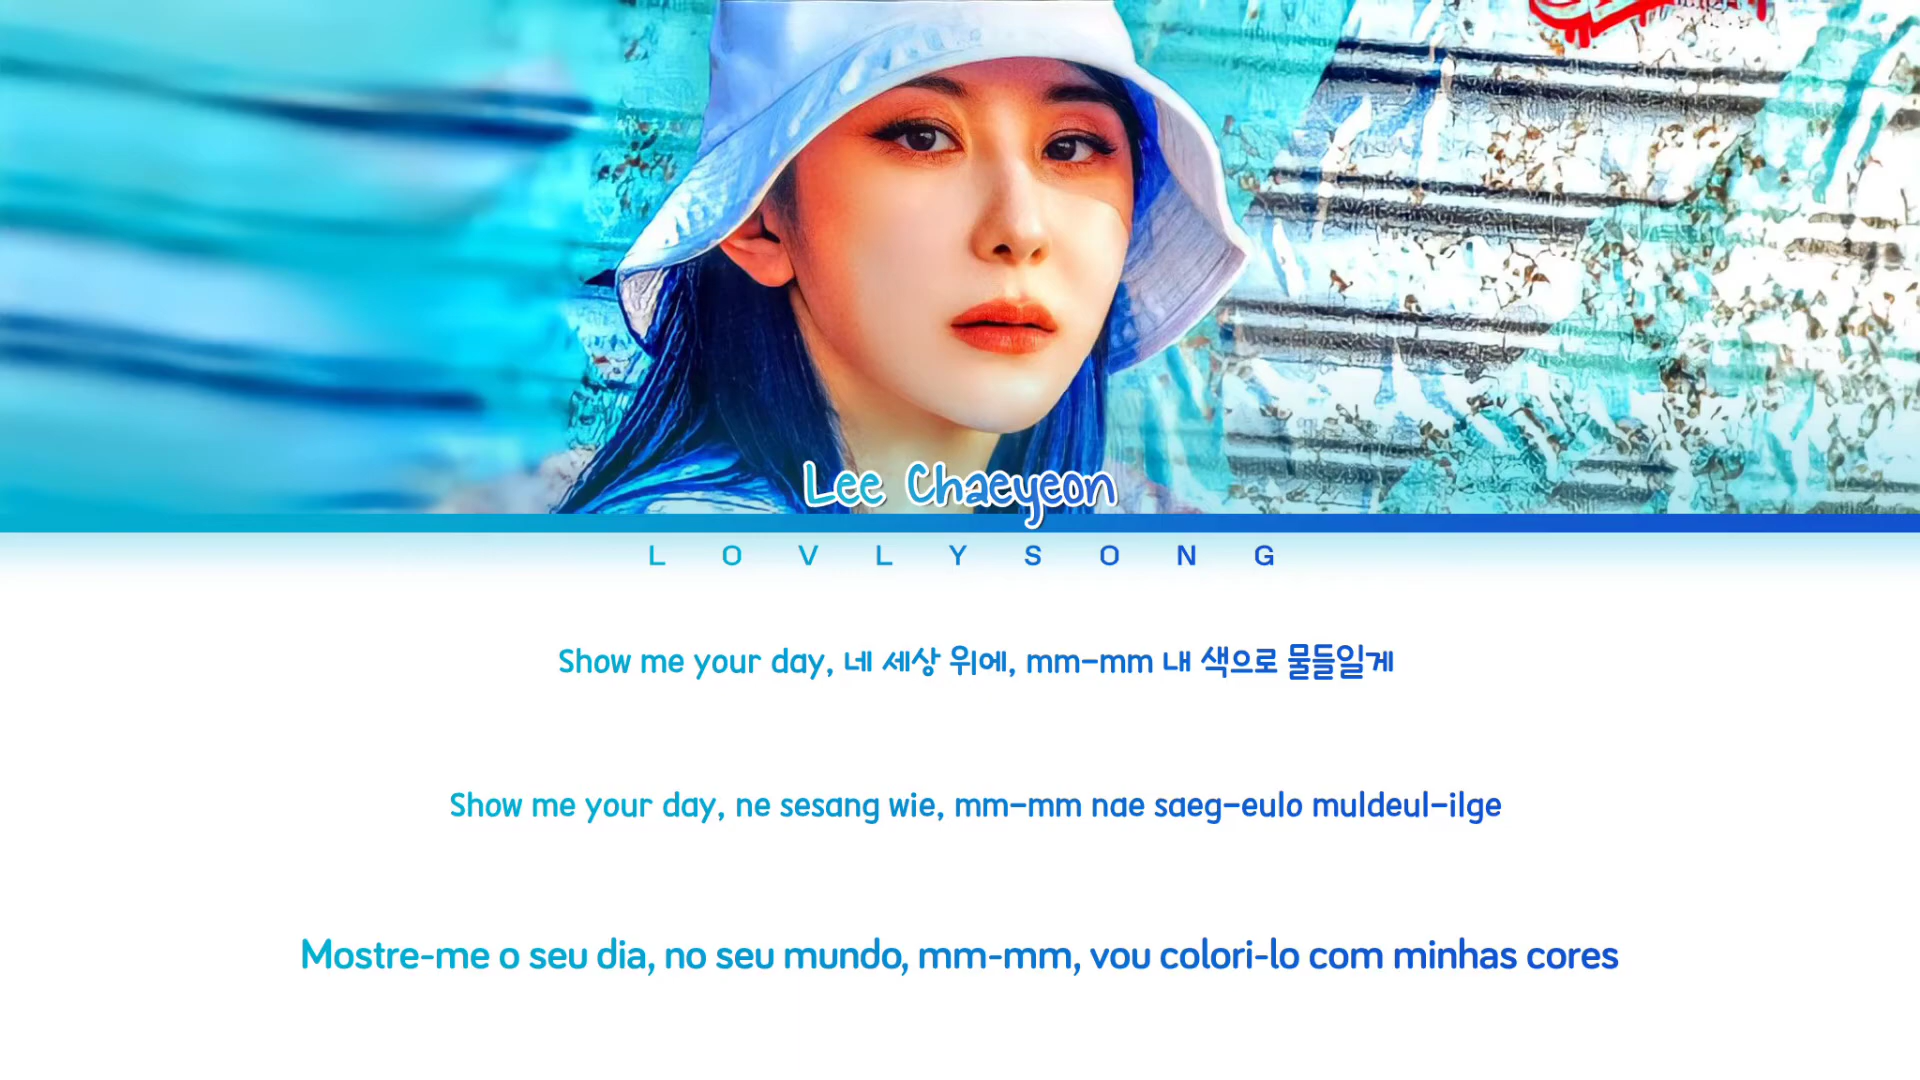 Lee Chaeyeon
LOVLYSONG
Show me your day, 네 세상 위에, mm-mm 내 색으로 물들일게
Show me your day, ne sesang wie, mm-mm nae saeg-eulo muldeul-ilge
Mostre-me o seu dia, no seu mundo, mm-mm, vou colori-lo com minhas cores